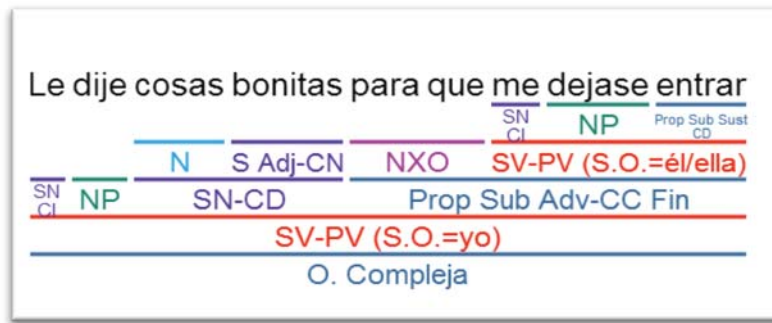 Le dije cosas bonitas para que me dejase entrar
SN CI NP Prop Sub Sust CD
N S Adj-CN NXO SV-PV (S.O.=él/ella)
SN CI NP SN-CD Prop Sub Adv-CC Fin
SV-PV (S.O.=yo)
O. Compleja